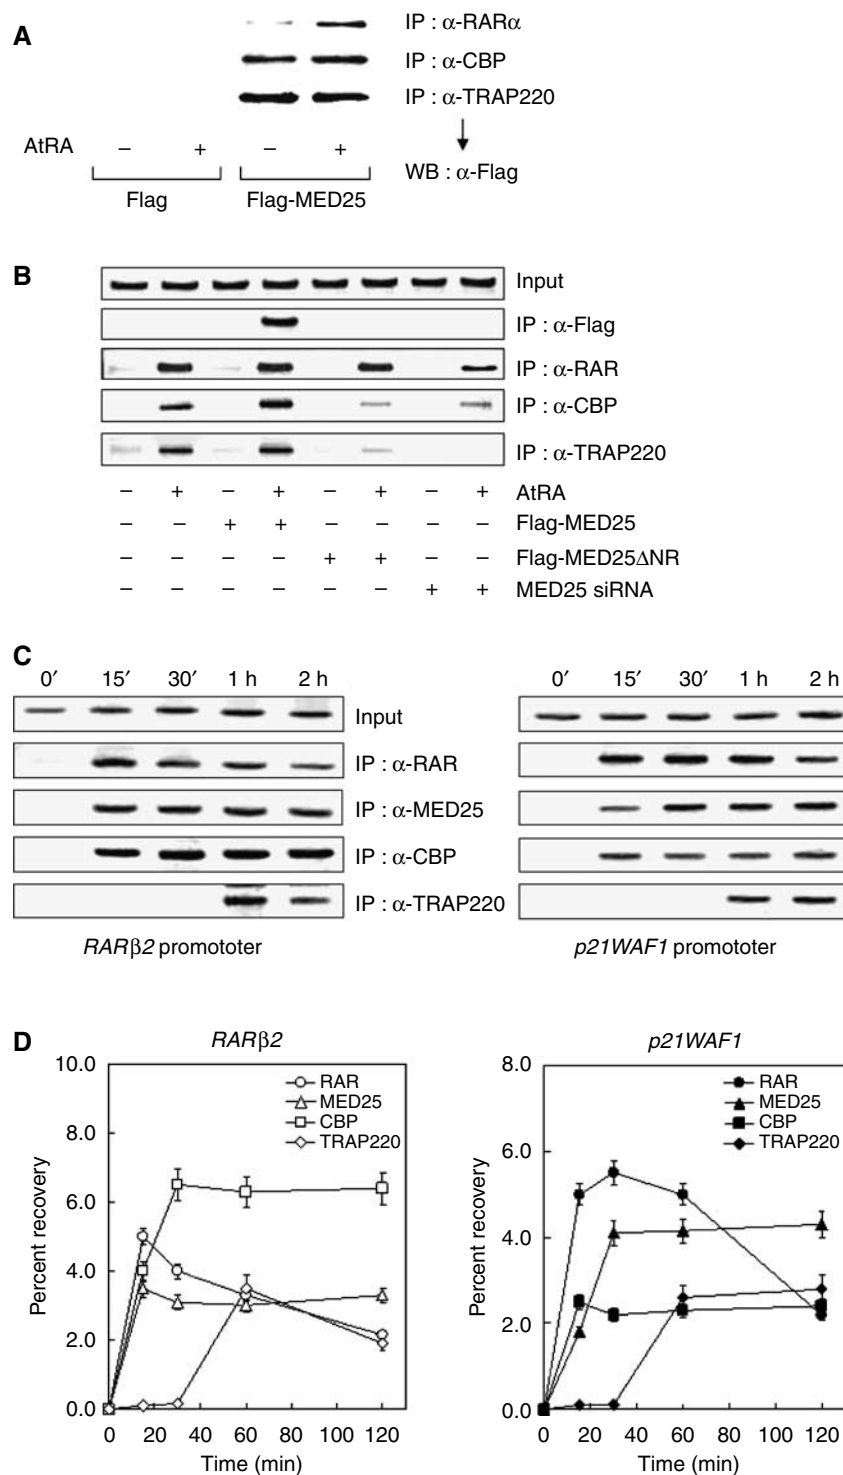 A
IP : α-RARα
IP : α-CBP
IP : α-TRAP220
AtRA − + − +
WB : α-Flag
Flag Flag-MED25
B
Input
IP : α-Flag
IP : α-RAR
IP : α-CBP
IP : α-TRAP220
− + − + − + − + AtRA
− − + + − − − − Flag-MED25
− − − − + + − − Flag-MED25ΔNR
− − − − − − + + MED25 siRNA
C
0′ 15′ 30′ 1 h 2 h 0′ 15′ 30′ 1 h 2 h
Input
IP : α-RAR
IP : α-MED25
IP : α-CBP
IP : α-TRAP220
RARβ2 promototer p21WAF1 promototer
D
RARβ2
10.0
8.0
6.0
4.0
2.0
0.0
Percent recovery
RAR
MED25
CBP
TRAP220
0 20 40 60 80 100 120
Time (min)
p21WAF1
8.0
6.0
4.0
2.0
0.0
Percent recovery
RAR
MED25
CBP
TRAP220
0 20 40 60 80 100 120
Time (min)